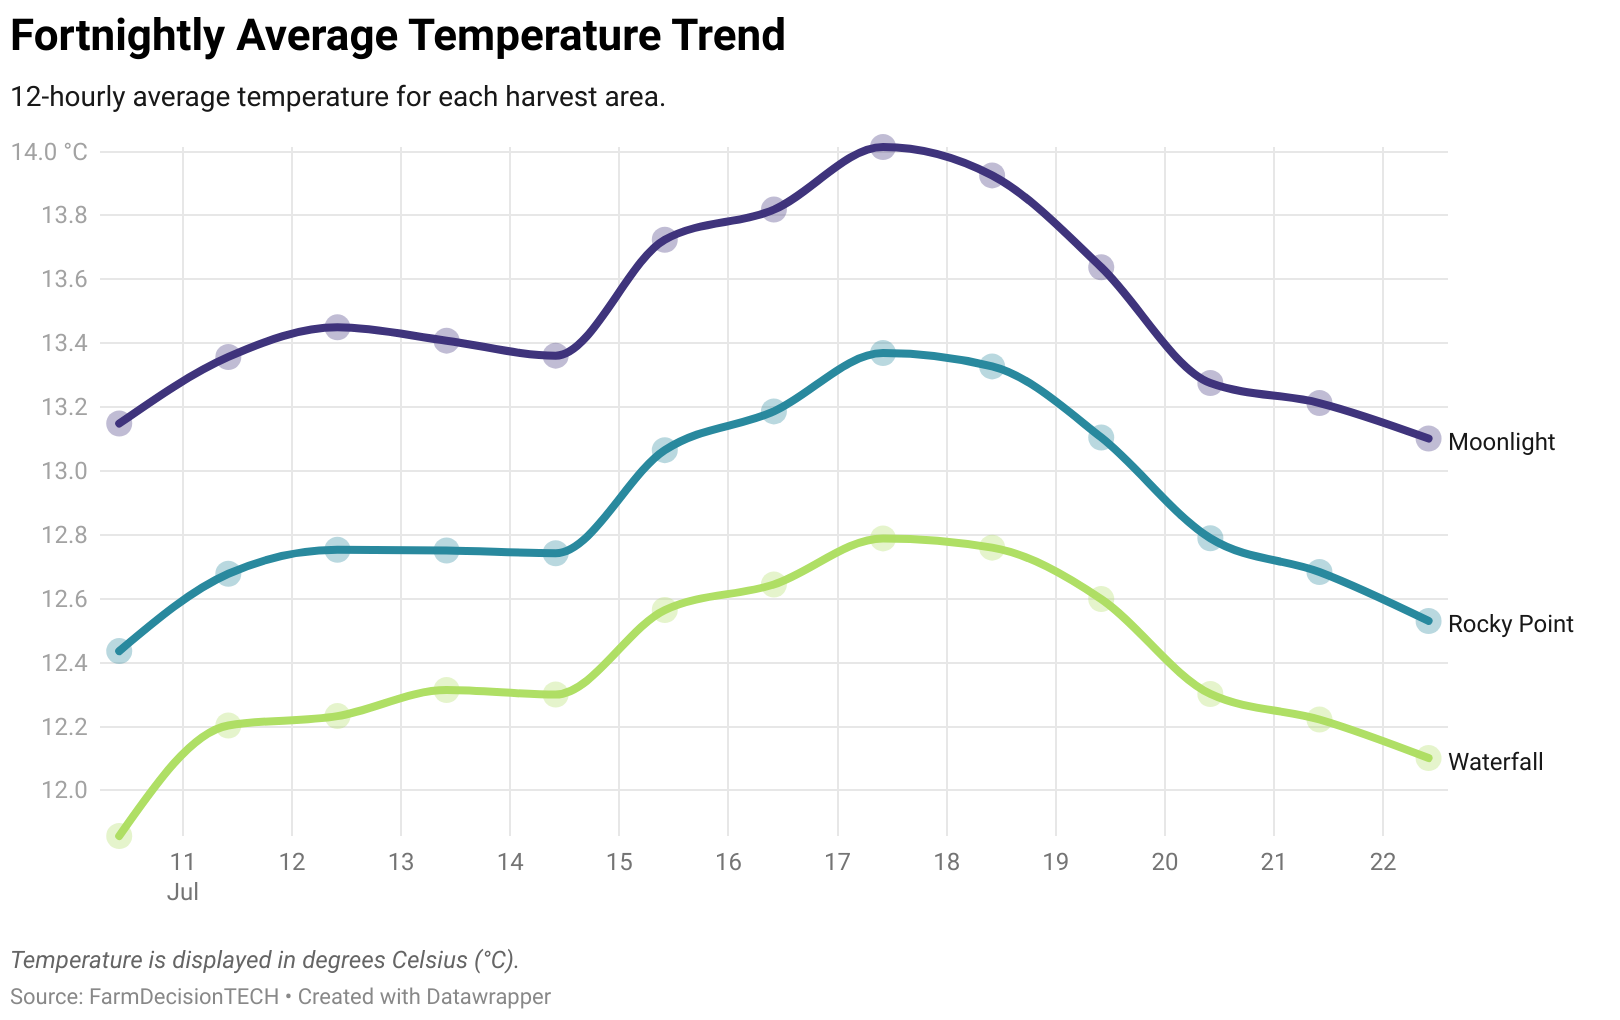 Fortnightly Average Temperature Trend
12-hourly average temperature for each harvest area.
14.0 °C
13.8
13.6
13.4
13.2
13.0
12.8
12.6
12.4
12.2
12.0
Moonlight
Rocky Point
Waterfall
11 12 13 14 15 16 17 18 19 20 21 22
Jul
Temperature is displayed in degrees Celsius (°C).
Source: FarmDecisionTECH • Created with Datawrapper